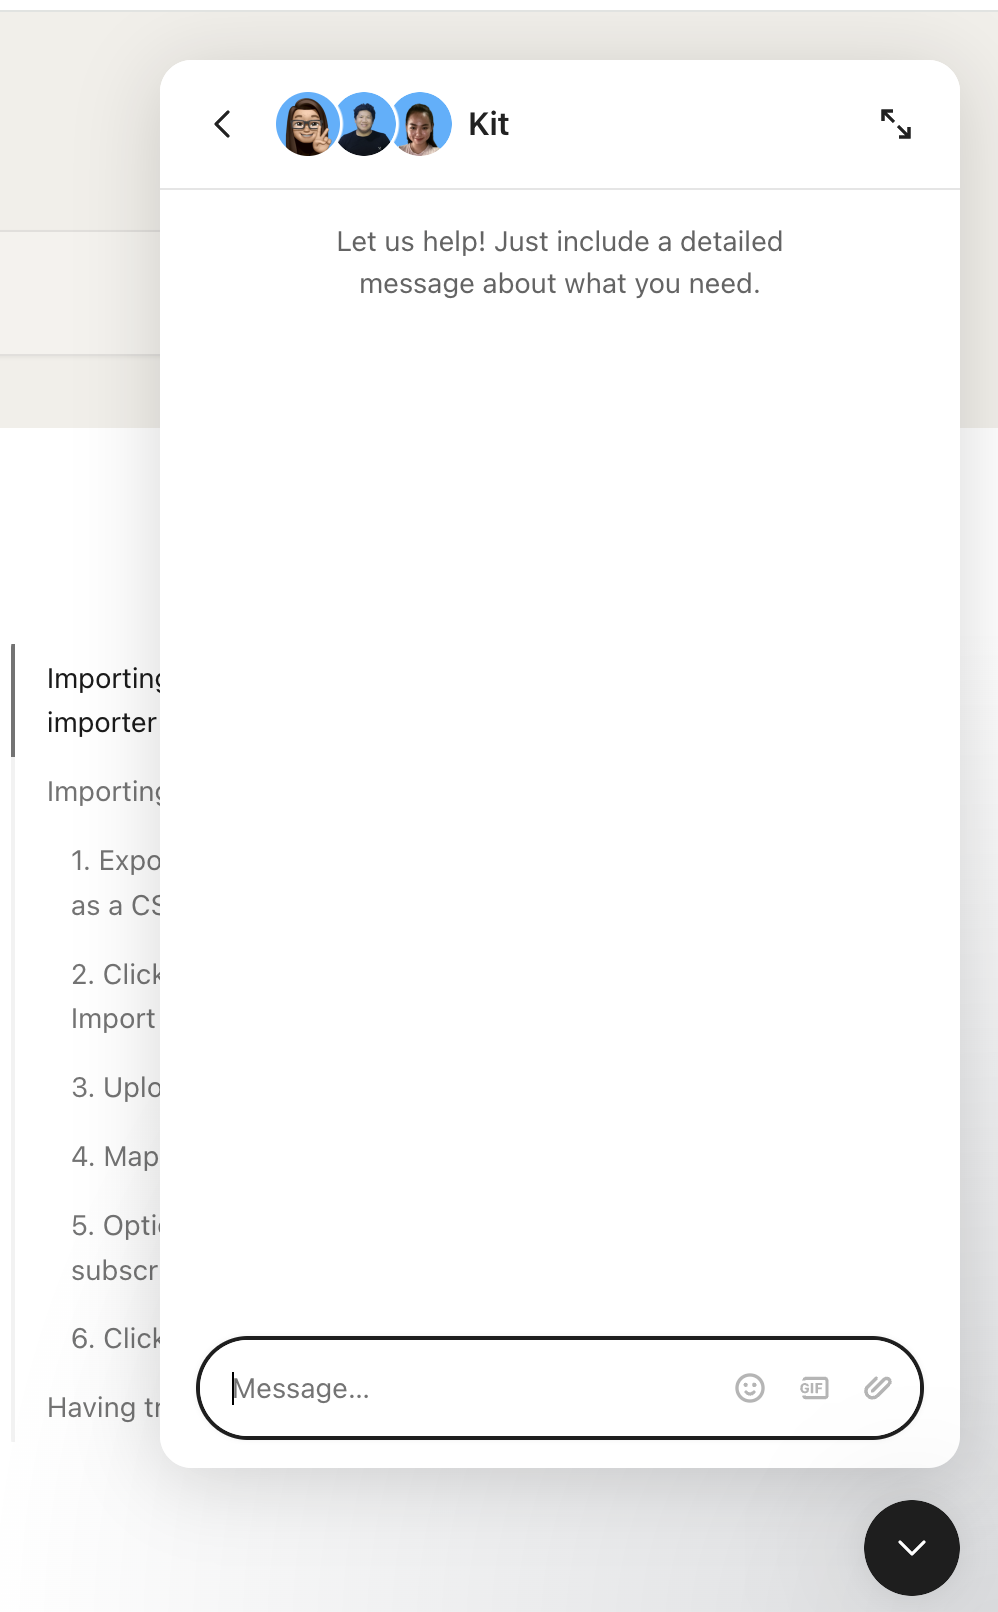 Kit
Let us help! Just include a detailed
message about what you need.
Importing
importer
Importing
1. Expo
as a CS
2. Click
Import
3. Uplo
4. Map
5. Optio
subscr
6. Click
Having tr
Message...
GIF